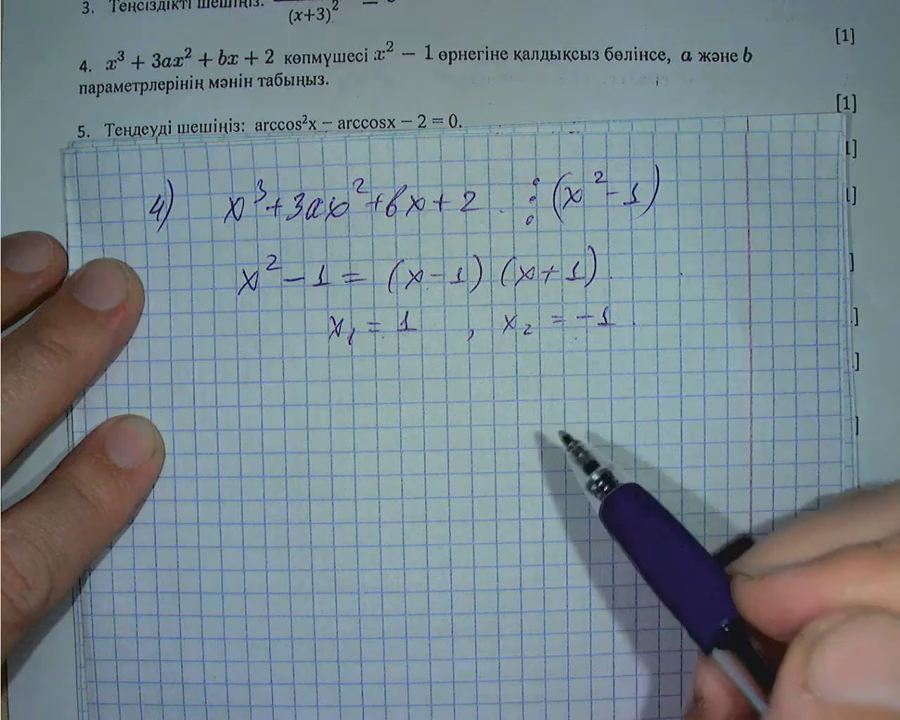 3. Теңсіздікті шешіңіз:
(x+3)²
[1]
4. x³ + 3ax² + bx + 2 көпмүшесі x² − 1 өрнегіне қалдықсыз бөлінсе, a және b
параметрлерінің мәнін табыңыз.
[1]
5. Теңдеуді шешіңіз: arccos²x – arccosx – 2 = 0.
4) x³+3ax²+bx+2 ⋮ (x²-1)
x²-1 = (x-1) (x+1)
x₁ = 1 , x₂ = -1